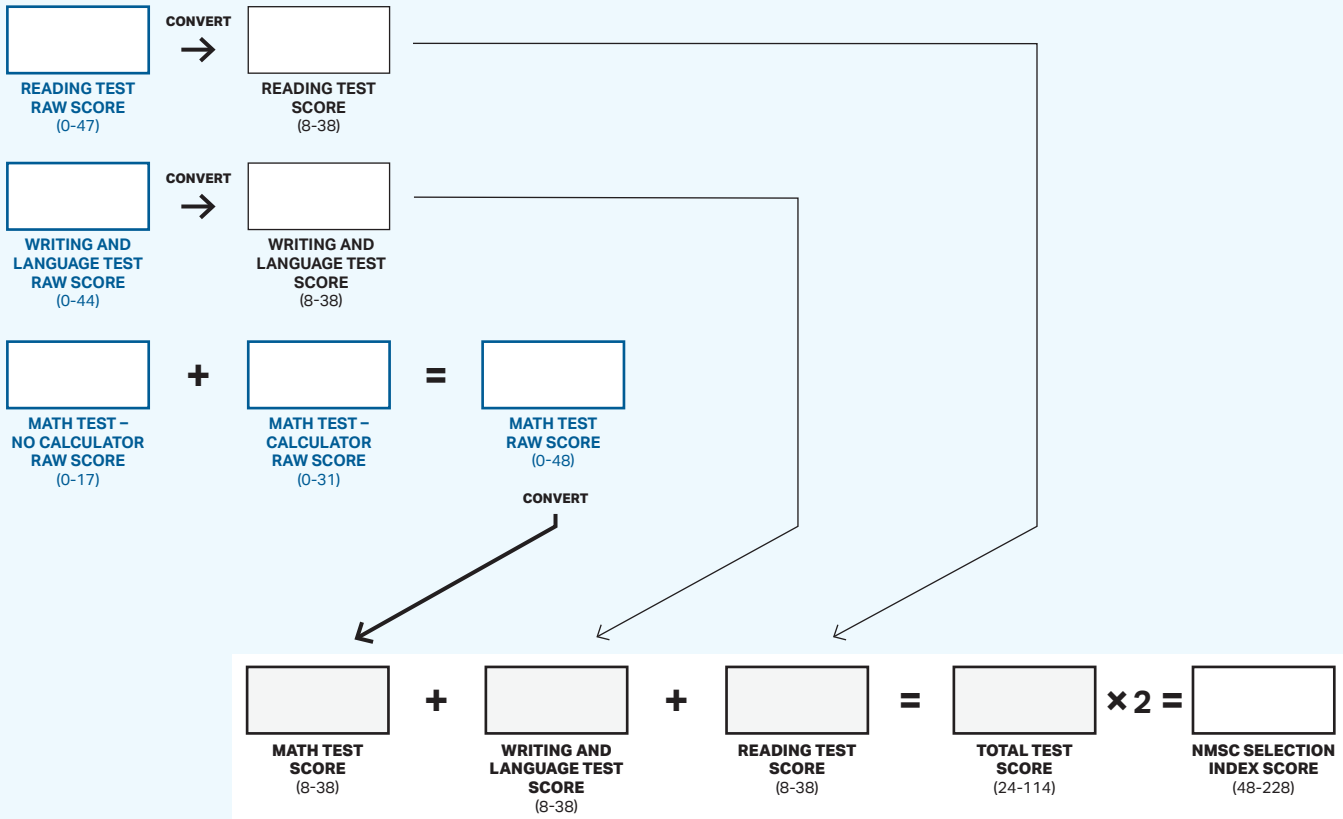 CONVERT
→
READING TEST
RAW SCORE
(0-47)
READING TEST
SCORE
(8-38)
CONVERT
→
WRITING AND
LANGUAGE TEST
RAW SCORE
(0-44)
WRITING AND
LANGUAGE TEST
SCORE
(8-38)
+
=
MATH TEST –
NO CALCULATOR
RAW SCORE
(0-17)
MATH TEST –
CALCULATOR
RAW SCORE
(0-31)
MATH TEST
RAW SCORE
(0-48)
CONVERT
+ + = × 2 =
MATH TEST
SCORE
(8-38)
WRITING AND
LANGUAGE TEST
SCORE
(8-38)
READING TEST
SCORE
(8-38)
TOTAL TEST
SCORE
(24-114)
NMSC SELECTION
INDEX SCORE
(48-228)